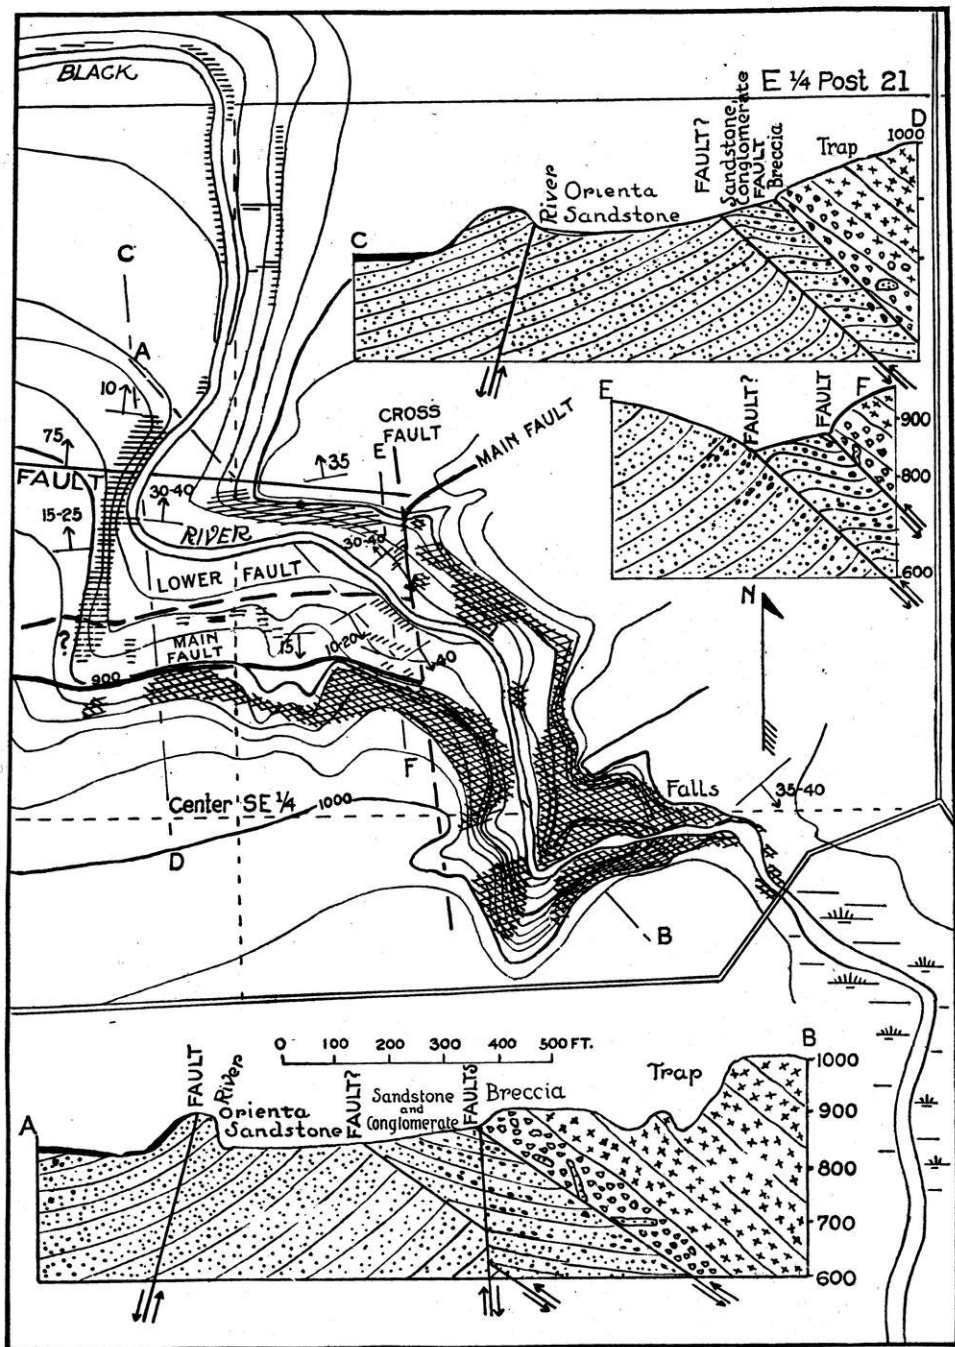 BLACK
E ¼ Post 21
FAULT?
Sandstone,
Conglomerate
FAULT
Breccia
Trap
D
1000
River
Orienta
Sandstone
C
C
A
10
75
FAULT
15-25
30-40
RIVER
35
CROSS
FAULT
E
MAIN FAULT
30-40
E
FAULT?
FAULT
F
900
800
700
600
N
LOWER FAULT
?
MAIN
FAULT
15
10-20
40
900
F
Center SE ¼
1000
D
Falls
35-40
B
0 100 200 300 400 500 FT.
A
FAULT
River
Orienta
Sandstone
FAULT?
Sandstone
and
Conglomerate
FAULTS
Breccia
Trap
B
1000
900
800
700
600